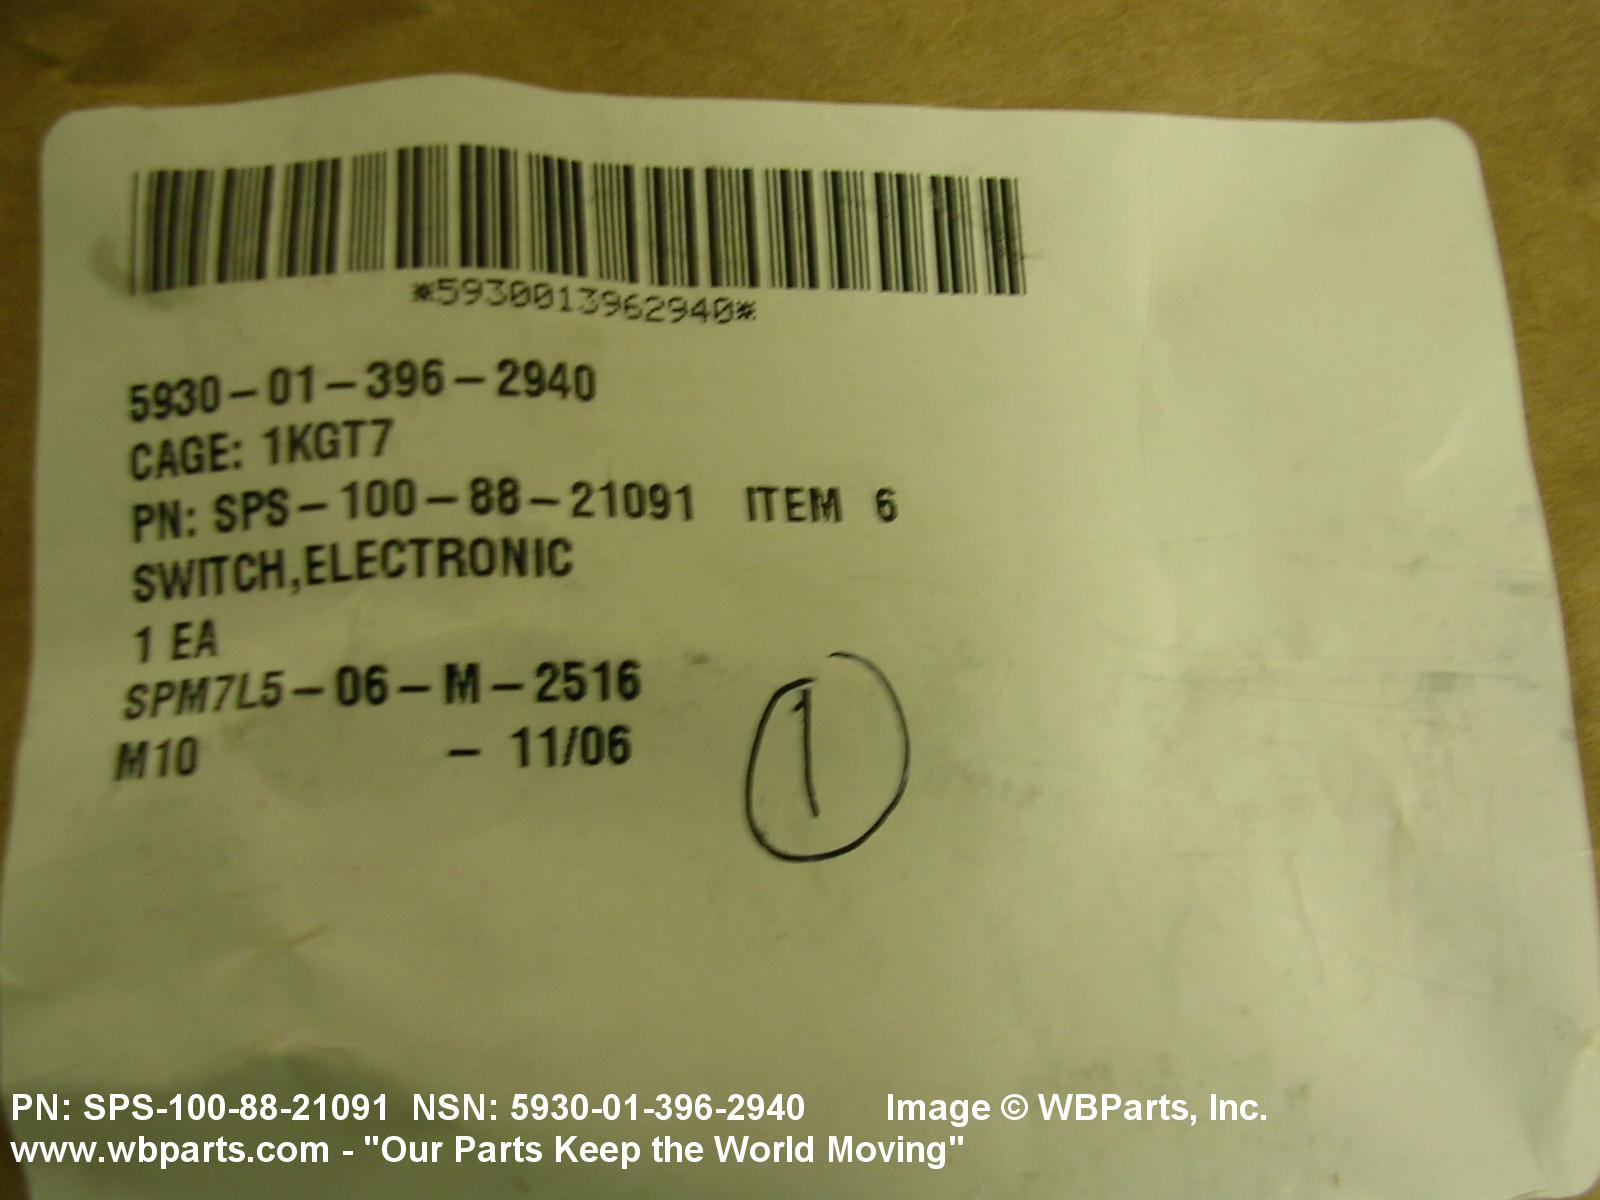 *5930013962940*
5930-01-396-2940
CAGE: 1KGT7
PN: SPS-100-88-21091 ITEM 6
SWITCH,ELECTRONIC
1 EA
SPM7L5-06-M-2516
M10 - 11/06
1
PN: SPS-100-88-21091 NSN: 5930-01-396-2940 Image © WBParts, Inc.
www.wbparts.com - "Our Parts Keep the World Moving"